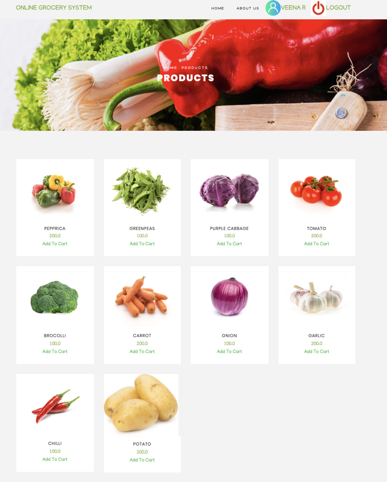 ONLINE GROCERY SYSTEM
HOME ABOUT US VEENA R LOGOUT
HOME PRODUCTS
PRODUCTS
PEPPRICA GREENPEAS PURPLE CABBAGE TOMATO
200.0 100.0 100.0 200.0
Add To Cart Add To Cart Add To Cart Add To Cart
BROCOLLI CARROT ONION GARLIC
100.0 200.0 100.0 200.0
Add To Cart Add To Cart Add To Cart Add To Cart
CHILLI POTATO
100.0 200.0
Add To Cart Add To Cart